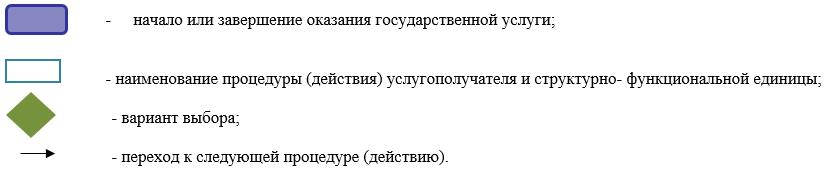 - начало или завершение оказания государственной услуги;
- наименование процедуры (действия) услугополучателя и структурно- функциональной единицы;
- вариант выбора;
- переход к следующей процедуре (действию).